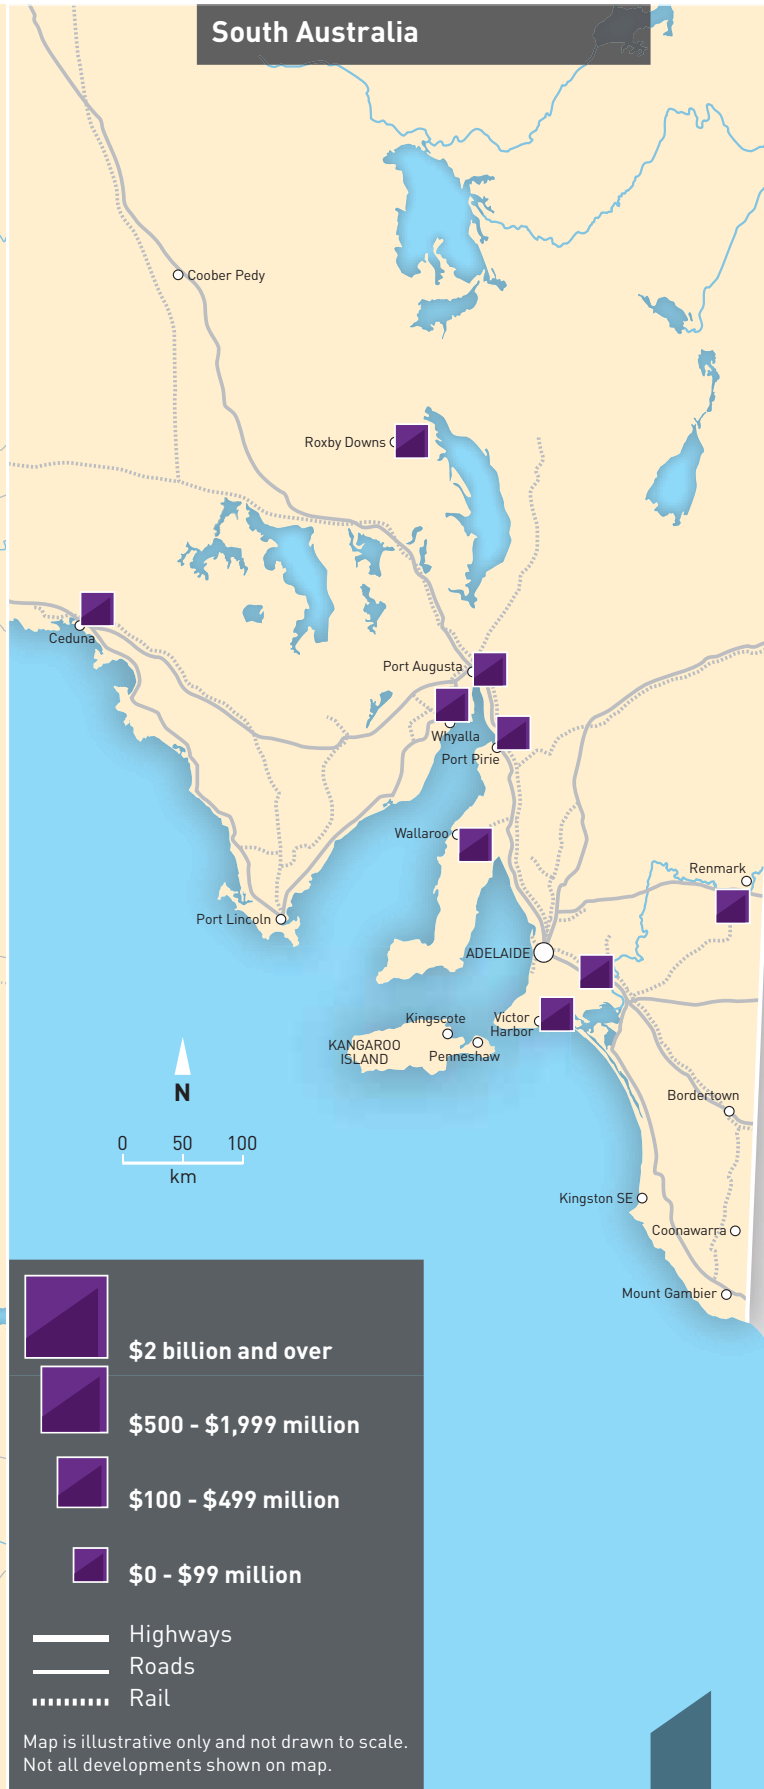 South Australia
Coober Pedy
Roxby Downs
Ceduna
Port Augusta
Whyalla
Port Pirie
Wallaroo
Renmark
Port Lincoln
ADELAIDE
Kingscote
Victor
Harbor
KANGAROO
ISLAND
Penneshaw
N
Bordertown
0 50 100
km
Kingston SE
Coonawarra
Mount Gambier
$2 billion and over
$500 - $1,999 million
$100 - $499 million
$0 - $99 million
Highways
Roads
Rail
Map is illustrative only and not drawn to scale.
Not all developments shown on map.